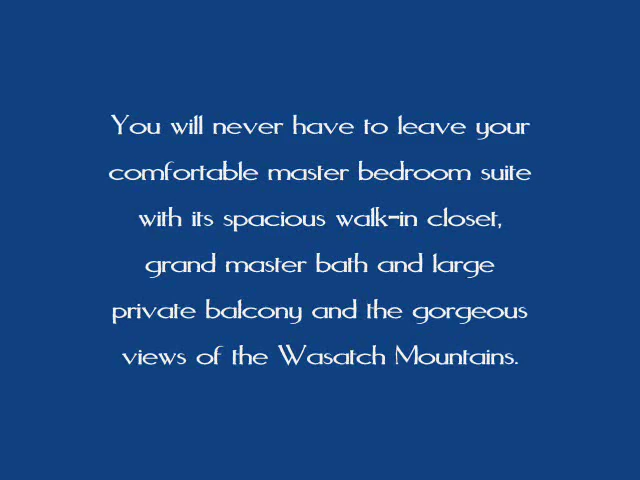 You will never have to leave your
comfortable master bedroom suite
with its spacious walk-in closet,
grand master bath and large
private balcony and the gorgeous
views of the Wasatch Mountains.